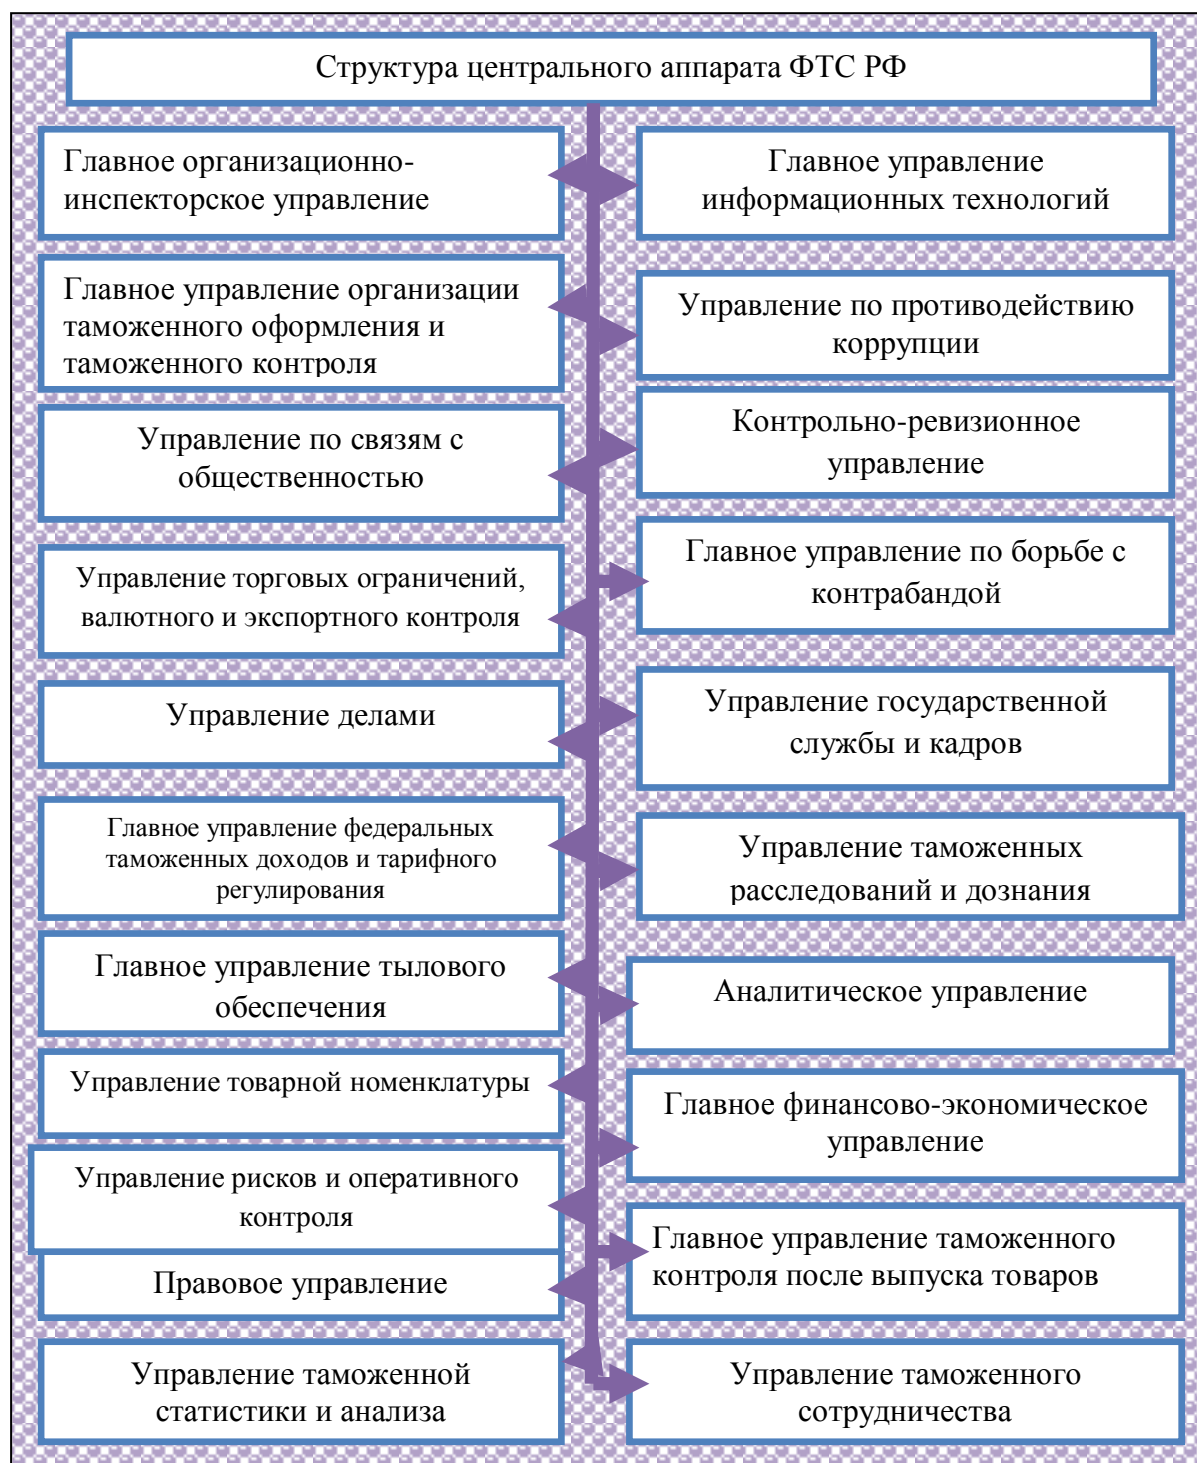 Структура центрального аппарата ФТС РФ
Главное организационно-
инспекторское управление
Главное управление
информационных технологий
Главное управление организации
таможенного оформления и
таможенного контроля
Управление по противодействию
коррупции
Управление по связям с
общественностью
Контрольно-ревизионное
управление
Управление торговых ограничений,
валютного и экспортного контроля
Главное управление по борьбе с
контрабандой
Управление делами
Управление государственной
службы и кадров
Главное управление федеральных
таможенных доходов и тарифного
регулирования
Управление таможенных
расследований и дознания
Главное управление тылового
обеспечения
Аналитическое управление
Управление товарной номенклатуры
Главное финансово-экономическое
управление
Управление рисков и оперативного
контроля
Главное управление таможенного
контроля после выпуска товаров
Правовое управление
Управление таможенной
статистики и анализа
Управление таможенного
сотрудничества